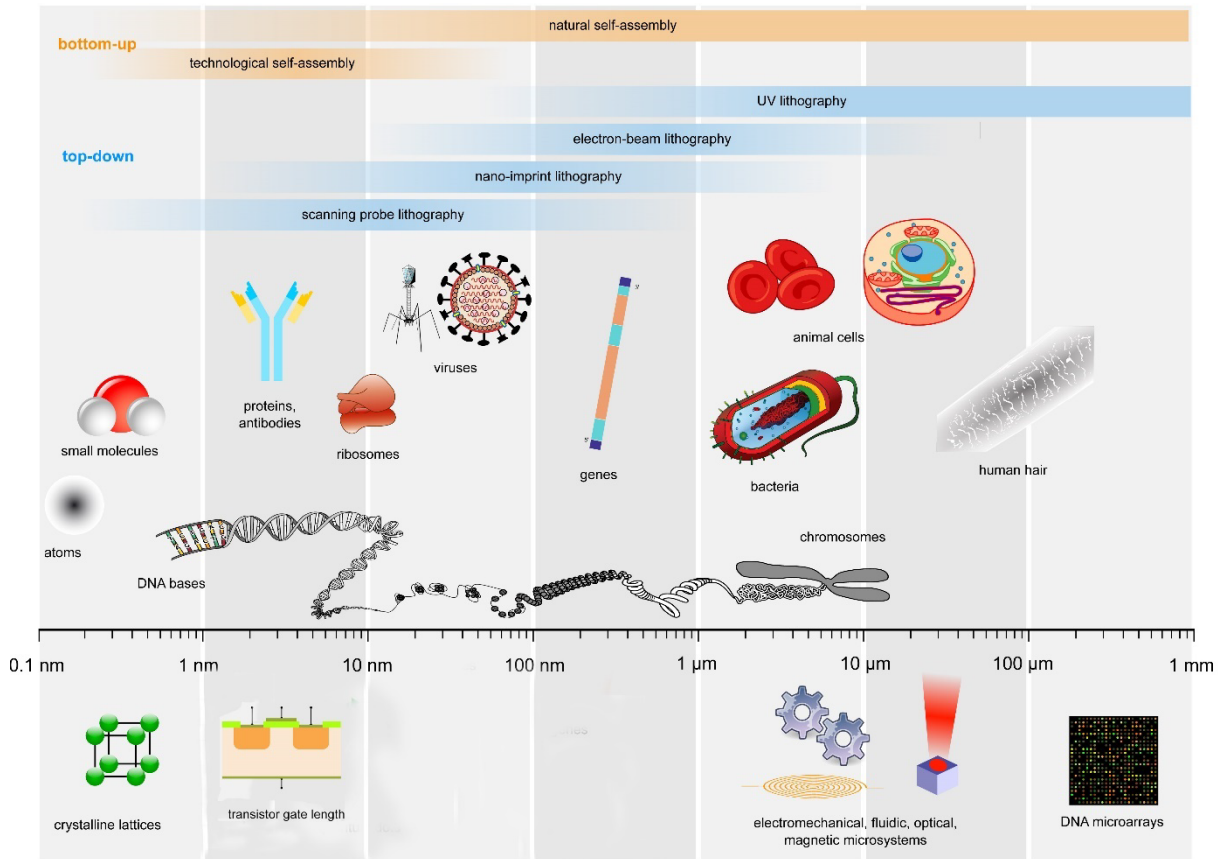 natural self-assembly
bottom-up
technological self-assembly
UV lithography
electron-beam lithography
top-down
nano-imprint lithography
scanning probe lithography
animal cells
viruses
proteins,
antibodies
small molecules
ribosomes
genes
bacteria
human hair
chromosomes
atoms
DNA bases
0.1 nm 1 nm 10 nm 100 nm 1 μm 10 μm 100 μm 1 mm
transistor gate length
crystalline lattices
electromechanical, fluidic, optical,
magnetic microsystems
DNA microarrays